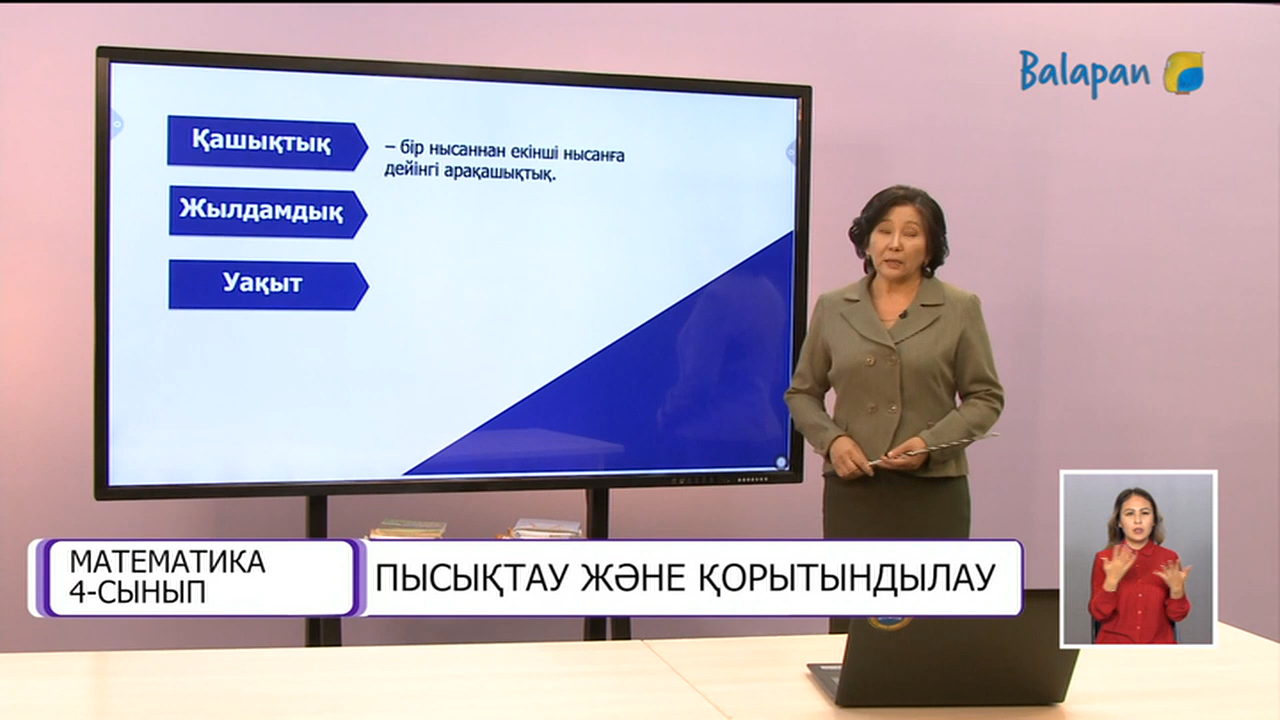 Balapan
Қашықтық
– бір нысаннан екінші нысанға
дейінгі арақашықтық.
Жылдамдық
Уақыт
МАТЕМАТИКА
4-СЫНЫП
ПЫСЫҚТАУ ЖӘНЕ ҚОРЫТЫНДЫЛАУ